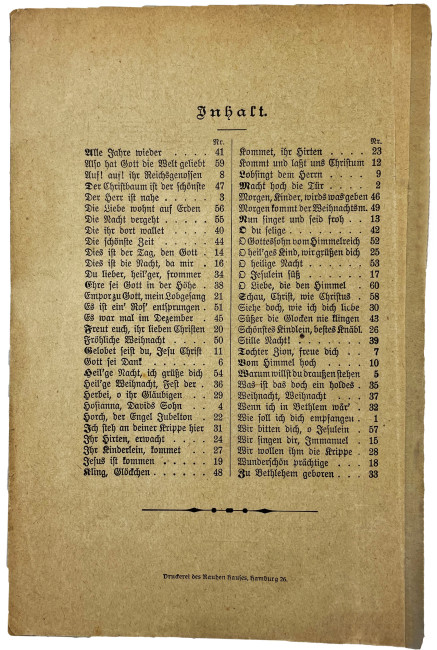 Inhalt.
Nr.
Alle Jahre wieder . . . . . 41
Also hat Gott die Welt geliebt 59
Auf! auf! ihr Reichsgenossen 8
Der Christbaum ist der schönste 47
Der Herr ist nahe . . . . . 3
Die Liebe wohnt auf Erden 56
Die Nacht vergeht . . . . . 55
Die ihr dort wallet . . . . 40
Die schönste Zeit . . . . . 44
Dies ist der Tag, den Gott . 14
Dies ist die Nacht, da mir . 16
Du lieber, heil'ger, frommer 34
Ehre sei Gott in der Höhe . 38
Empor zu Gott, mein Lobgesang 21
Es ist ein' Ros' entsprungen . 51
Es war mal im Dezember . 45
Freut euch, ihr lieben Christen 20
Fröhliche Weihnacht . . . . 50
Gelobet seist du, Jesu Christ 11
Gott sei Dank! . . . . . . 6
Heil'ge Nacht, ich grüße dich 54
Heil'ge Weihnacht, Fest der . 36
Herbei, o ihr Gläubigen . . 29
Hosianna, Davids Sohn . . 4
Horch, der Engel Jubelton . 22
Ich steh an deiner Krippe hier 31
Ihr Hirten, erwacht . . . . 24
Ihr Kinderlein, kommet . . 27
Jesus ist kommen . . . . . 19
Kling, Glöckchen . . . . . 48
Nr.
Kommet, ihr Hirten . . . . 23
Kommt und laßt uns Christum 12
Lobsingt dem Herrn . . . . 9
Macht hoch die Tür . . . . 2
Morgen, Kinder, wird's was geben 46
Morgen kommt der Weihnachtsm. 49
Nun singet und seid froh . . 13
O du selige . . . . . . . 42
O Gottessohn vom Himmelreich 52
O heil'ges Kind, wir grüßen dich 25
O heilige Nacht . . . . . 53
O Jesulein süß . . . . . . 17
O Liebe, die den Himmel . . 60
Schau, Christ, wie Christus . 58
Siehe doch, wie ich dich liebe 30
Süßer die Glocken nie klingen 43
Schönstes Kindlein, bestes Knäbl. 26
Stille Nacht! . . . . . . 39
Tochter Zion, freue dich . . 7
Vom Himmel hoch . . . . 10
Warum willst du draußen stehen 5
Was ist das doch ein holdes . 35
Weihnacht, Weihnacht . . . 37
Wenn ich in Bethlem wär' . 32
Wie soll ich dich empfangen . 1
Wir bitten dich, o Jesulein . 57
Wir singen dir, Immanuel . 15
Wir wollen ihm die Krippe . 28
Wunderschön prächtige . . . 18
Zu Bethlehem geboren . . . 33
Druckerei des Rauhen Hauses, Hamburg 26.